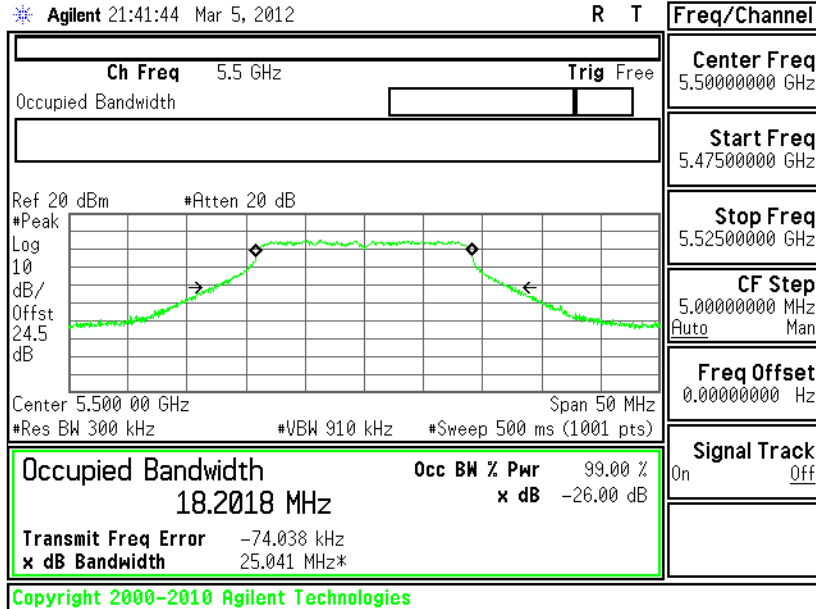 Agilent 21:41:44 Mar 5, 2012 R T
Freq/Channel
Ch Freq 5.5 GHz Trig Free
Occupied Bandwidth
Center Freq
5.50000000 GHz
Start Freq
5.47500000 GHz
Stop Freq
5.52500000 GHz
CF Step
5.00000000 MHz
Auto Man
Freq Offset
0.00000000 Hz
Signal Track
On Off
Ref 20 dBm #Atten 20 dB
#Peak
Log
10
dB/
Offst
24.5
dB
Center 5.500 00 GHz Span 50 MHz
#Res BW 300 kHz #VBW 910 kHz #Sweep 500 ms (1001 pts)
Occupied Bandwidth Occ BW % Pwr 99.00 %
18.2018 MHz x dB -26.00 dB
Transmit Freq Error -74.038 kHz
x dB Bandwidth 25.041 MHz*
Copyright 2000-2010 Agilent Technologies